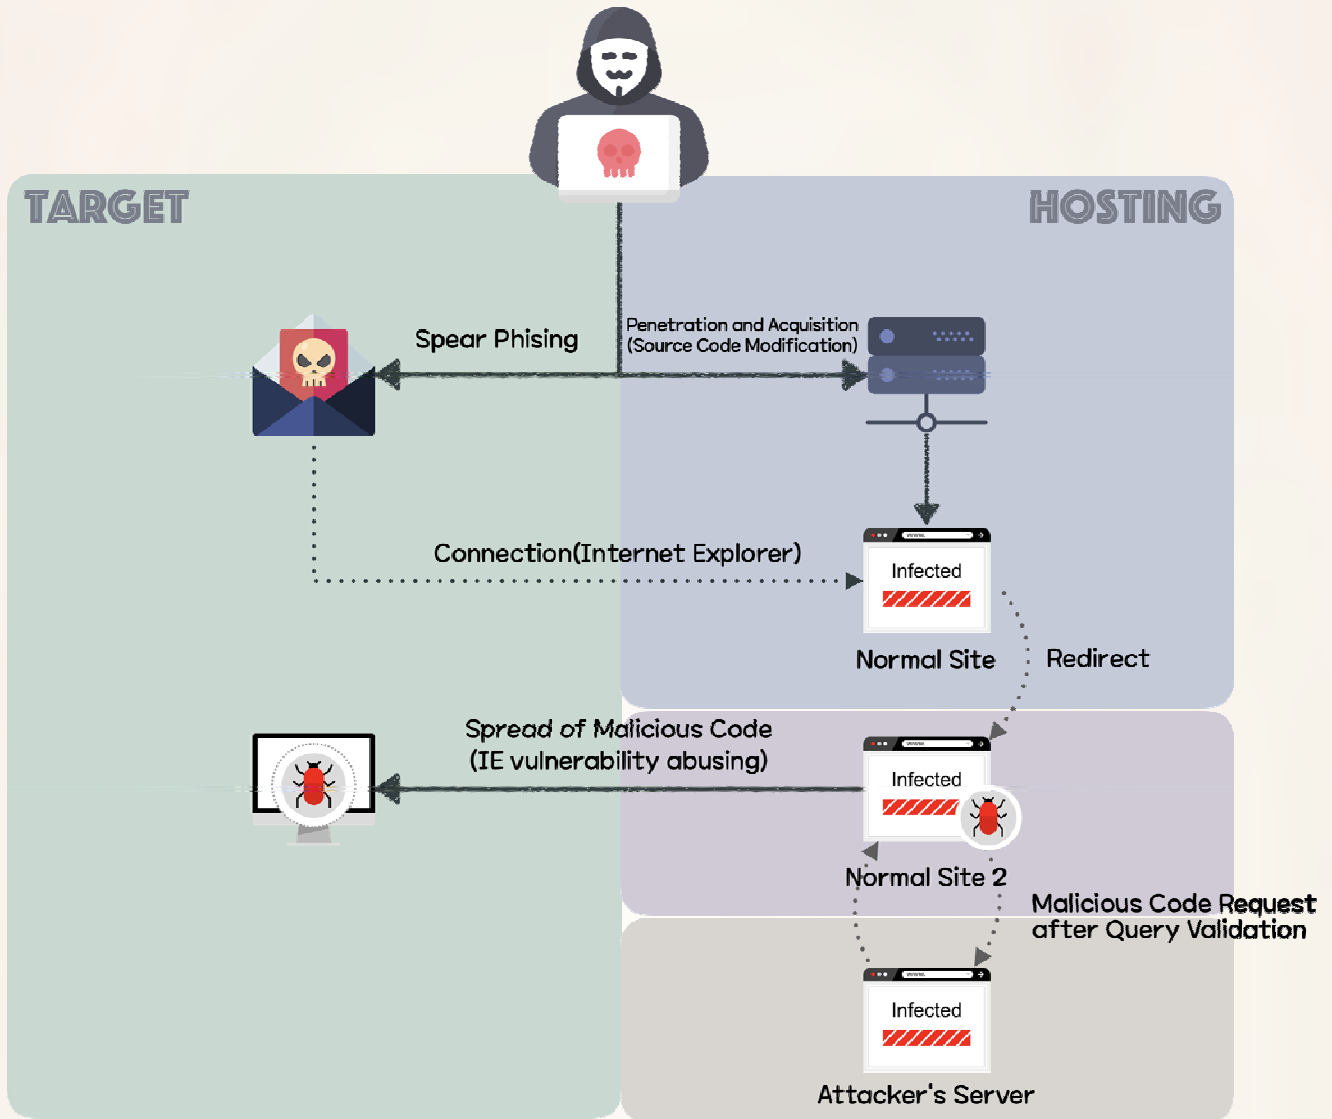 TARGET
HOSTING
Spear Phising
Penetration and Acquisition
(Source Code Modification)
Connection(Internet Explorer)
Infected
Normal Site
Redirect
Spread of Malicious Code
(IE vulnerability abusing)
Infected
Normal Site 2
Malicious Code Request
after Query Validation
Infected
Attacker's Server